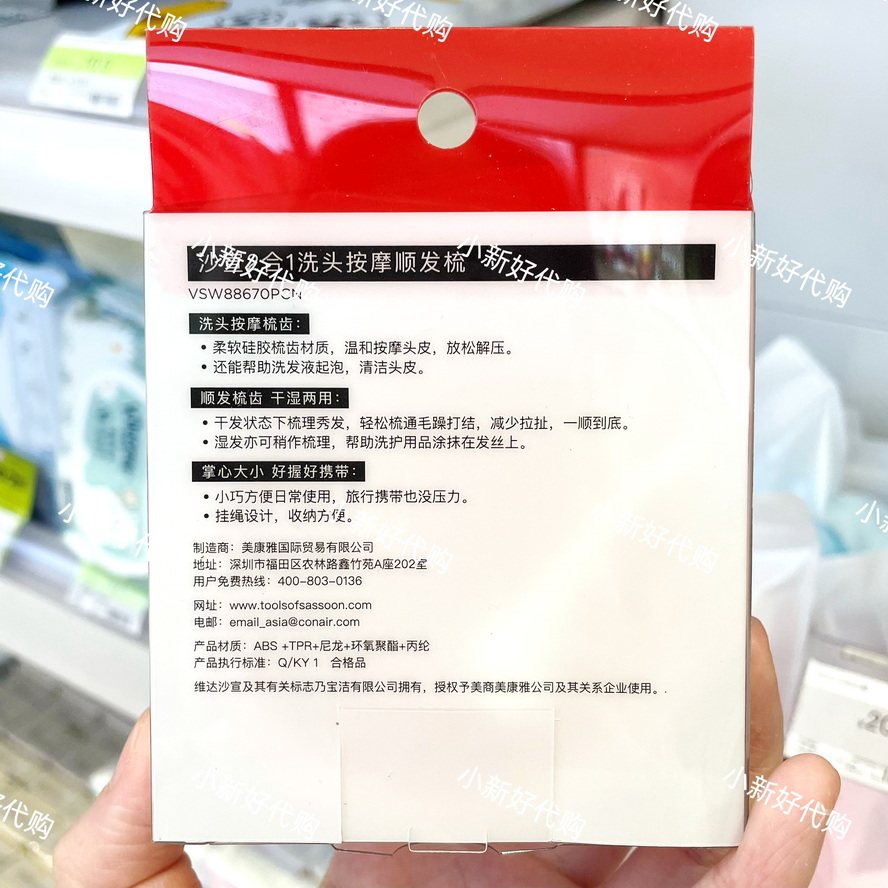 沙宣2合1洗头按摩顺发梳
VSW88670PCN
洗头按摩梳齿：
• 柔软硅胶梳齿材质，温和按摩头皮，放松解压。
• 还能帮助洗发液起泡，清洁头皮。
顺发梳齿 干湿两用：
• 干发状态下梳理秀发，轻松梳通毛躁打结，减少拉扯，一顺到底。
• 湿发亦可稍作梳理，帮助洗护用品涂抹在发丝上。
掌心大小 好握好携带：
• 小巧方便日常使用，旅行携带也没压力。
• 挂绳设计，收纳方便。
制造商：美康雅国际贸易有限公司
地址：深圳市福田区农林路鑫竹苑A座202室
用户免费热线：400-803-0136
网址：www.toolsofsassoon.com
电邮：email_asia@conair.com
产品材质：ABS +TPR+尼龙+环氧聚酯+丙纶
产品执行标准：Q/KY 1 合格品
维达沙宣及其有关标志乃宝洁有限公司拥有，授权予美商美康雅公司及其关系企业使用。.
小新好代购